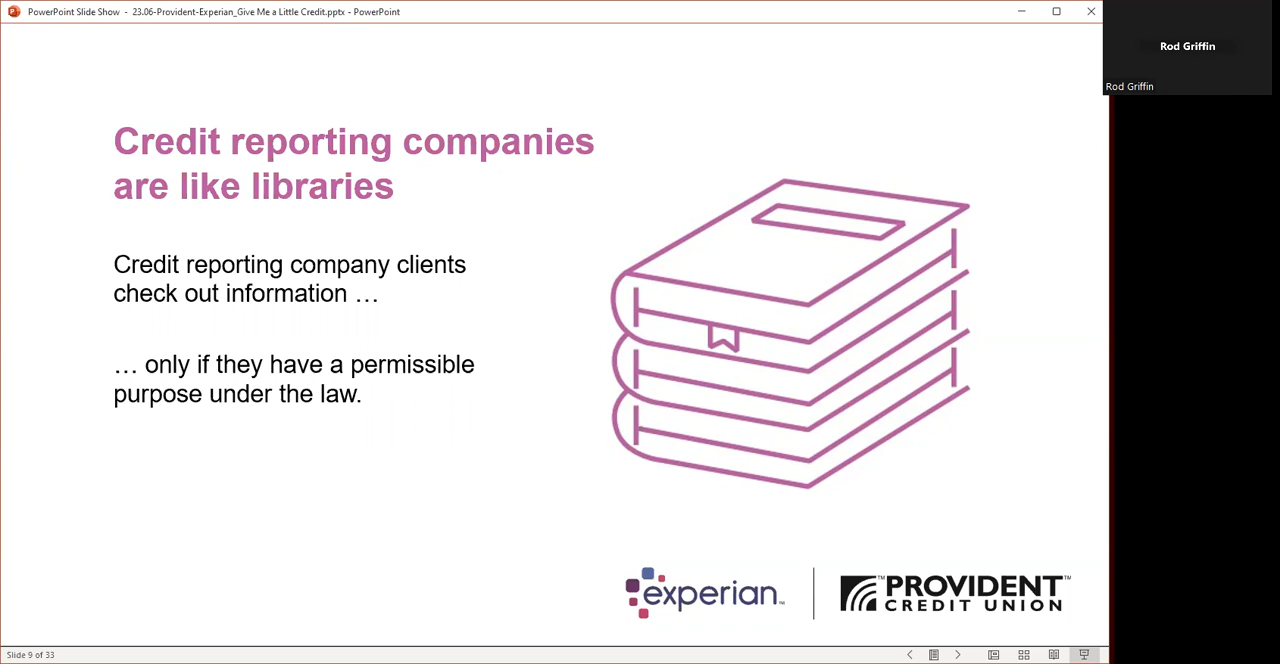 PowerPoint Slide Show - 23.06-Provident-Experian_Give Me a Little Credit.pptx - PowerPoint
Rod Griffin
Rod Griffin
Credit reporting companies
are like libraries
Credit reporting company clients
check out information …
… only if they have a permissible
purpose under the law.
experian™
™PROVIDENT™
CREDIT UNION
Slide 9 of 33